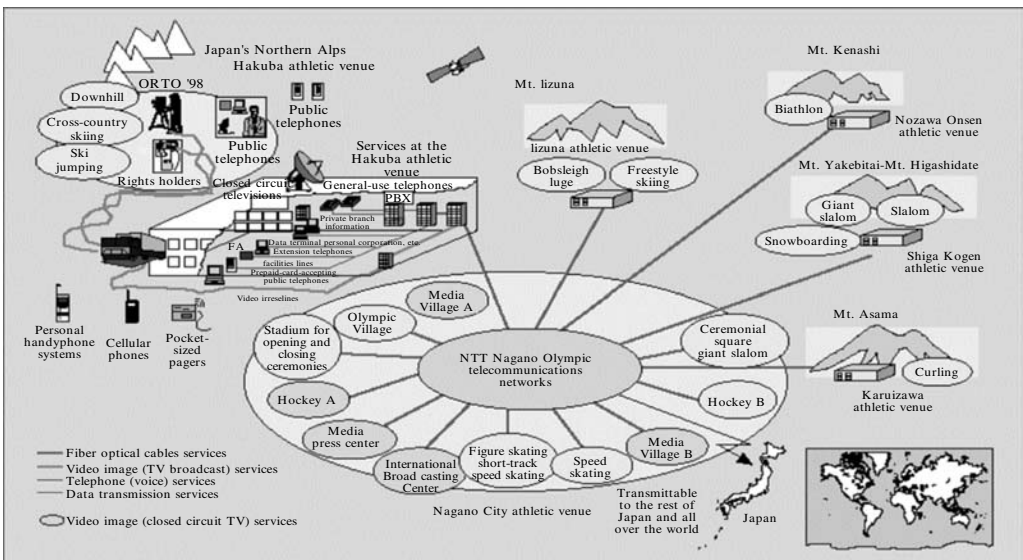 Japan's Northern Alps
Hakuba athletic venue
ORTO '98
Downhill
Cross-country
skiing
Ski
jumping
Public
telephones
Public
telephones
Rights holders
Services at the
Hakuba athletic
venue
Closed circuit
televisions
General-use telephones
PBX
Private branch
information
FA
Data terminal personal corporation, etc.
Extension telephones
facilities lines
Prepaid-card-accepting
public telephones
Video irreselines
Personal
handyphone
systems
Cellular
phones
Pocket-
sized
pagers
Mt. Iizuna
Iizuna athletic venue
Bobsleigh
luge
Freestyle
skiing
Mt. Kenashi
Biathlon
Nozawa Onsen
athletic venue
Mt. Yakebitai-Mt. Higashidate
Giant
slalom
Slalom
Snowboarding
Shiga Kogen
athletic venue
Mt. Asama
Curling
Karuizawa
athletic venue
Media
Village A
Olympic
Village
Stadium for
opening and
closing
ceremonies
Hockey A
Media
press center
International
Broad casting
Center
Figure skating
short-track
speed skating
Speed
skating
Media
Village B
Hockey B
Ceremonial
square
giant slalom
NTT Nagano Olympic
telecommunications
networks
Nagano City athletic venue
Transmittable
to the rest of
Japan and all
over the world
Japan
Fiber optical cables services
Video image (TV broadcast) services
Telephone (voice) services
Data transmission services
Video image (closed circuit TV) services